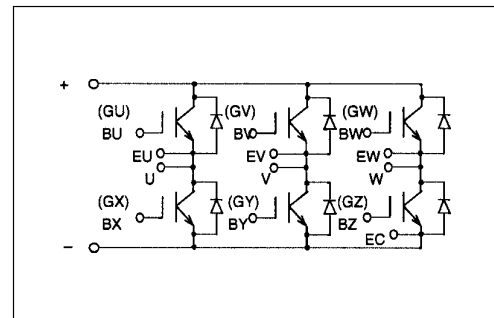 +
(GU) (GV) (GW)
BU BV BW
EU EV EW
U V W
(GX) (GY) (GZ)
BX BY BZ
EC
−